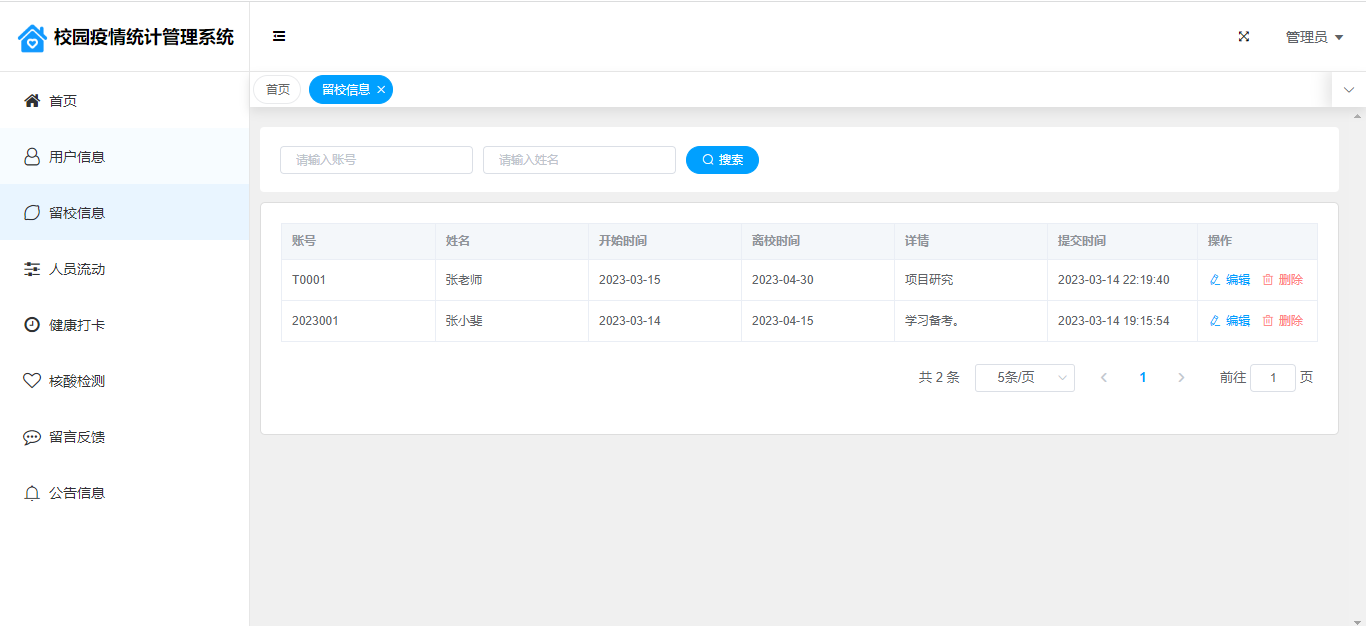 校园疫情统计管理系统
管理员
首页
用户信息
留校信息
人员流动
健康打卡
核酸检测
留言反馈
公告信息
首页 留校信息
请输入账号 请输入姓名 搜索
账号 姓名 开始时间 离校时间 详情 提交时间 操作
T0001 张老师 2023-03-15 2023-04-30 项目研究 2023-03-14 22:19:40 编辑 删除
2023001 张小斐 2023-03-14 2023-04-15 学习备考。 2023-03-14 19:15:54 编辑 删除
共 2 条 5条/页 1 前往 1 页